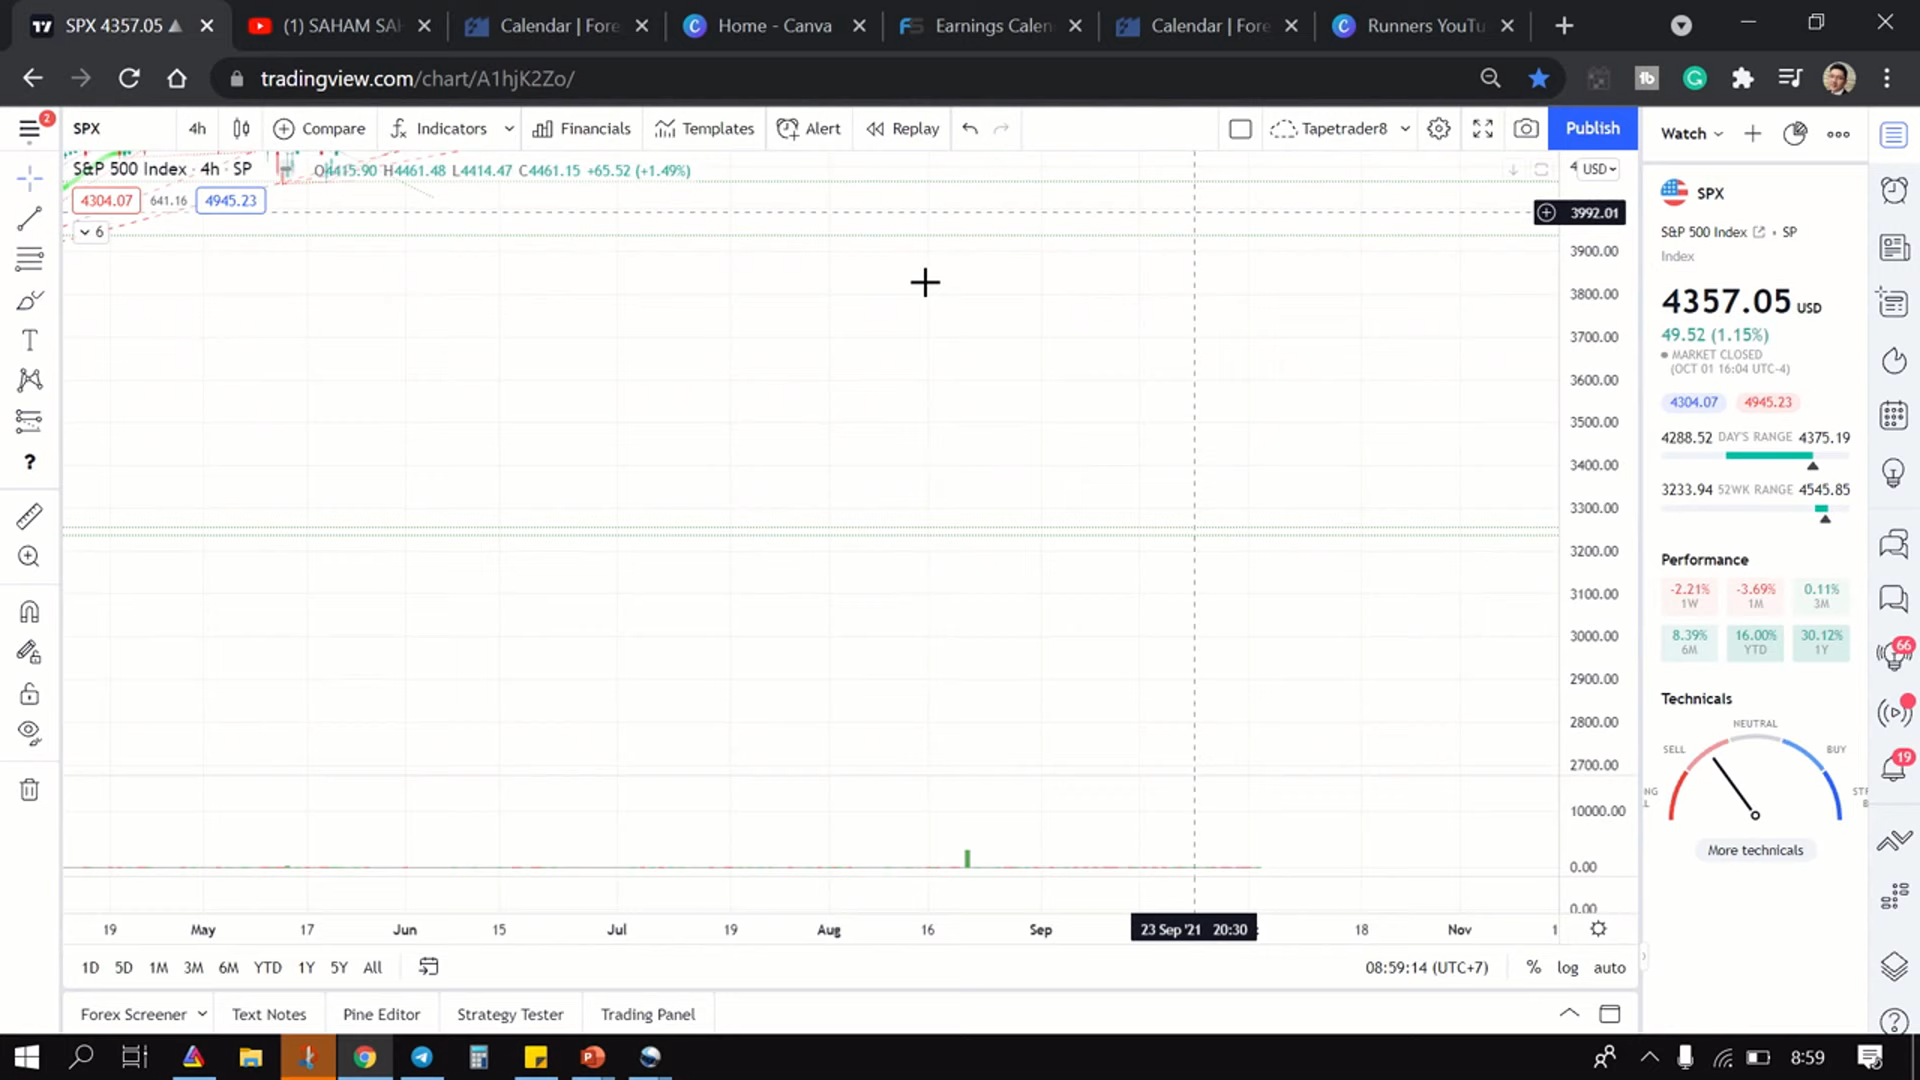 SPX 4357.05
(1) SAHAM SAH
Calendar | Fore
Home - Canva
Earnings Calen
Calendar | Fore
Runners YouTu
tradingview.com/chart/A1hjK2Zo/
2
SPX
4h
Compare
Indicators
Financials
Templates
Alert
Replay
Tapetrader8
Publish
Watch
S&P 500 Index · 4h · SP
O4415.90 H4461.48 L4414.47 C4461.15 +65.52 (+1.49%)
4 USD
4304.07
641.16
4945.23
6
3992.01
3900.00
3800.00
3700.00
3600.00
3500.00
3400.00
3300.00
3200.00
3100.00
3000.00
2900.00
2800.00
2700.00
10000.00
0.00
0.00
19
May
17
Jun
15
Jul
19
Aug
16
Sep
23 Sep '21 20:30
18
Nov
1
1D
5D
1M
3M
6M
YTD
1Y
5Y
All
08:59:14 (UTC+7)
%
log
auto
Forex Screener
Text Notes
Pine Editor
Strategy Tester
Trading Panel
SPX
S&P 500 Index · SP
Index
4357.05 USD
49.52 (1.15%)
MARKET CLOSED
(OCT 01 16:04 UTC-4)
4304.07
4945.23
4288.52 DAY'S RANGE 4375.19
3233.94 52WK RANGE 4545.85
Performance
-2.21%
1W
-3.69%
1M
0.11%
3M
8.39%
6M
16.00%
YTD
30.12%
1Y
Technicals
NEUTRAL
SELL
BUY
More technicals
66
19
8:59